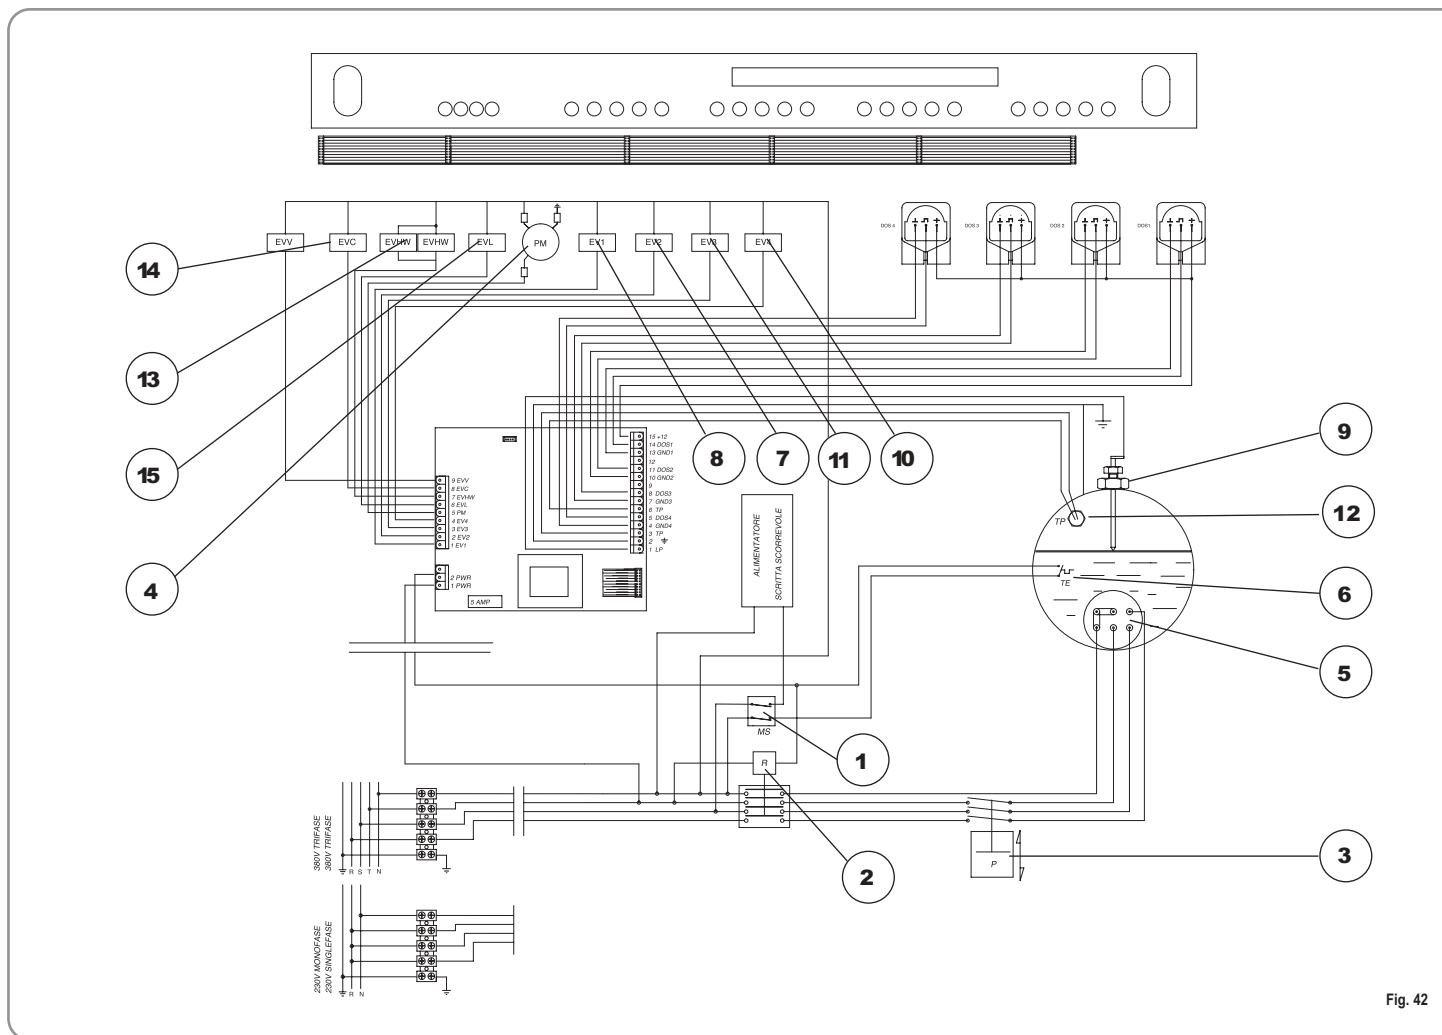 DOS 4
DOS 3
DOS 2
DOS1
EVV
EVC
EVHW
EVHW
EVL
PM
EV1
EV2
EV3
EV4
14
13
15
4
8
7
11
10
9
12
6
5
1
2
3
9 EVV
8 EVC
7 EVHW
6 EVL
5 PM
4 EV4
3 EV3
2 EV2
1 EV1
2 PWR
1 PWR
5 AMP
15 +12
14 DOS1
13 GND1
12
11 DOS2
10 GND2
9
8 DOS3
7 GND3
6 TP
5 DOS4
4 GND4
3 TP
2
1 LP
ALIMENTATORE
SCRITTA SCORREVOLE
TP
TE
MS
R
P
380V TRIFASE
380V TRIFASE
R S T N
230V MONOFASE
230V SINGLEFASE
R N
Fig. 42